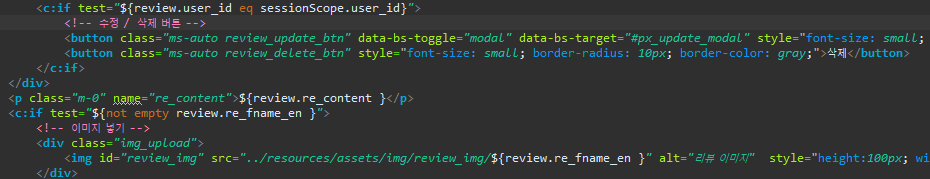 <c:if test="${review.user_id eq sessionScope.user_id}">
<!-- 수정 / 삭제 버튼 -->
<button class="ms-auto review_update_btn" data-bs-toggle="modal" data-bs-target="#px_update_modal" style="font-size: small;
<button class="ms-auto review_delete_btn" style="font-size: small; border-radius: 10px; border-color: gray;">삭제</button>
</c:if>
</div>
<p class="m-0" name="re_content">${review.re_content }</p>
<c:if test="${not empty review.re_fname_en }">
<!-- 이미지 넣기 -->
<div class="img_upload">
<img id="review_img" src="../resources/assets/img/review_img/${review.re_fname_en }" alt="리뷰 이미지"  style="height:100px; wi
</div>